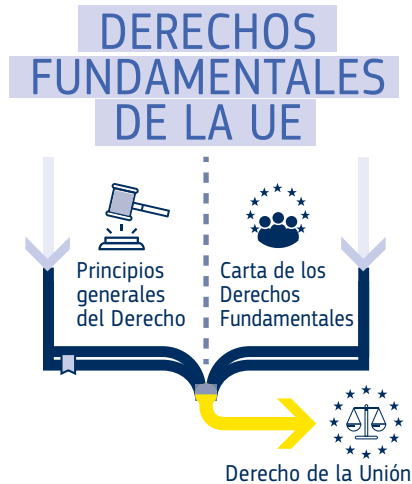 DERECHOS
FUNDAMENTALES
DE LA UE
Principios
generales
del Derecho
Carta de los
Derechos
Fundamentales
Derecho de la Unión